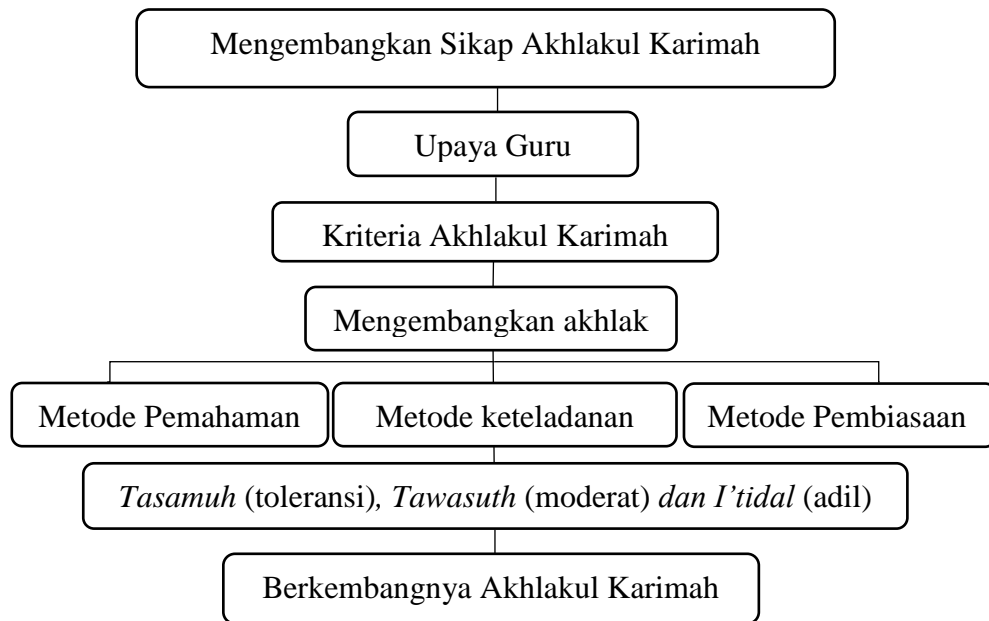 Mengembangkan Sikap Akhlakul Karimah
Upaya Guru
Kriteria Akhlakul Karimah
Mengembangkan akhlak
Metode Pemahaman
Metode keteladanan
Metode Pembiasaan
Tasamuh (toleransi), Tawasuth (moderat) dan I’tidal (adil)
Berkembangnya Akhlakul Karimah